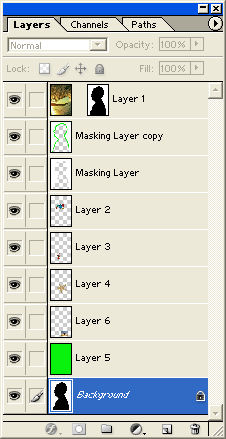 Layers Channels Paths
Normal Opacity: 100%
Lock: Fill: 100%
Layer 1
Masking Layer copy
Masking Layer
Layer 2
Layer 3
Layer 4
Layer 6
Layer 5
Background